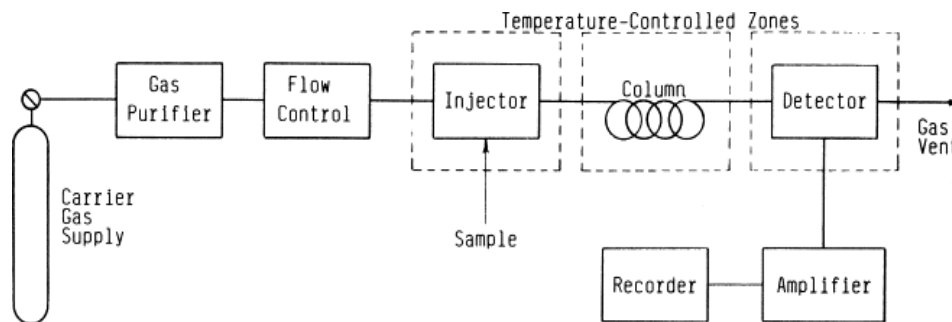 Temperature-Controlled Zones
Gas
Purifier
Flow
Control
Injector
Column
Detector
Gas
Vent
Carrier
Gas
Supply
Sample
Recorder
Amplifier